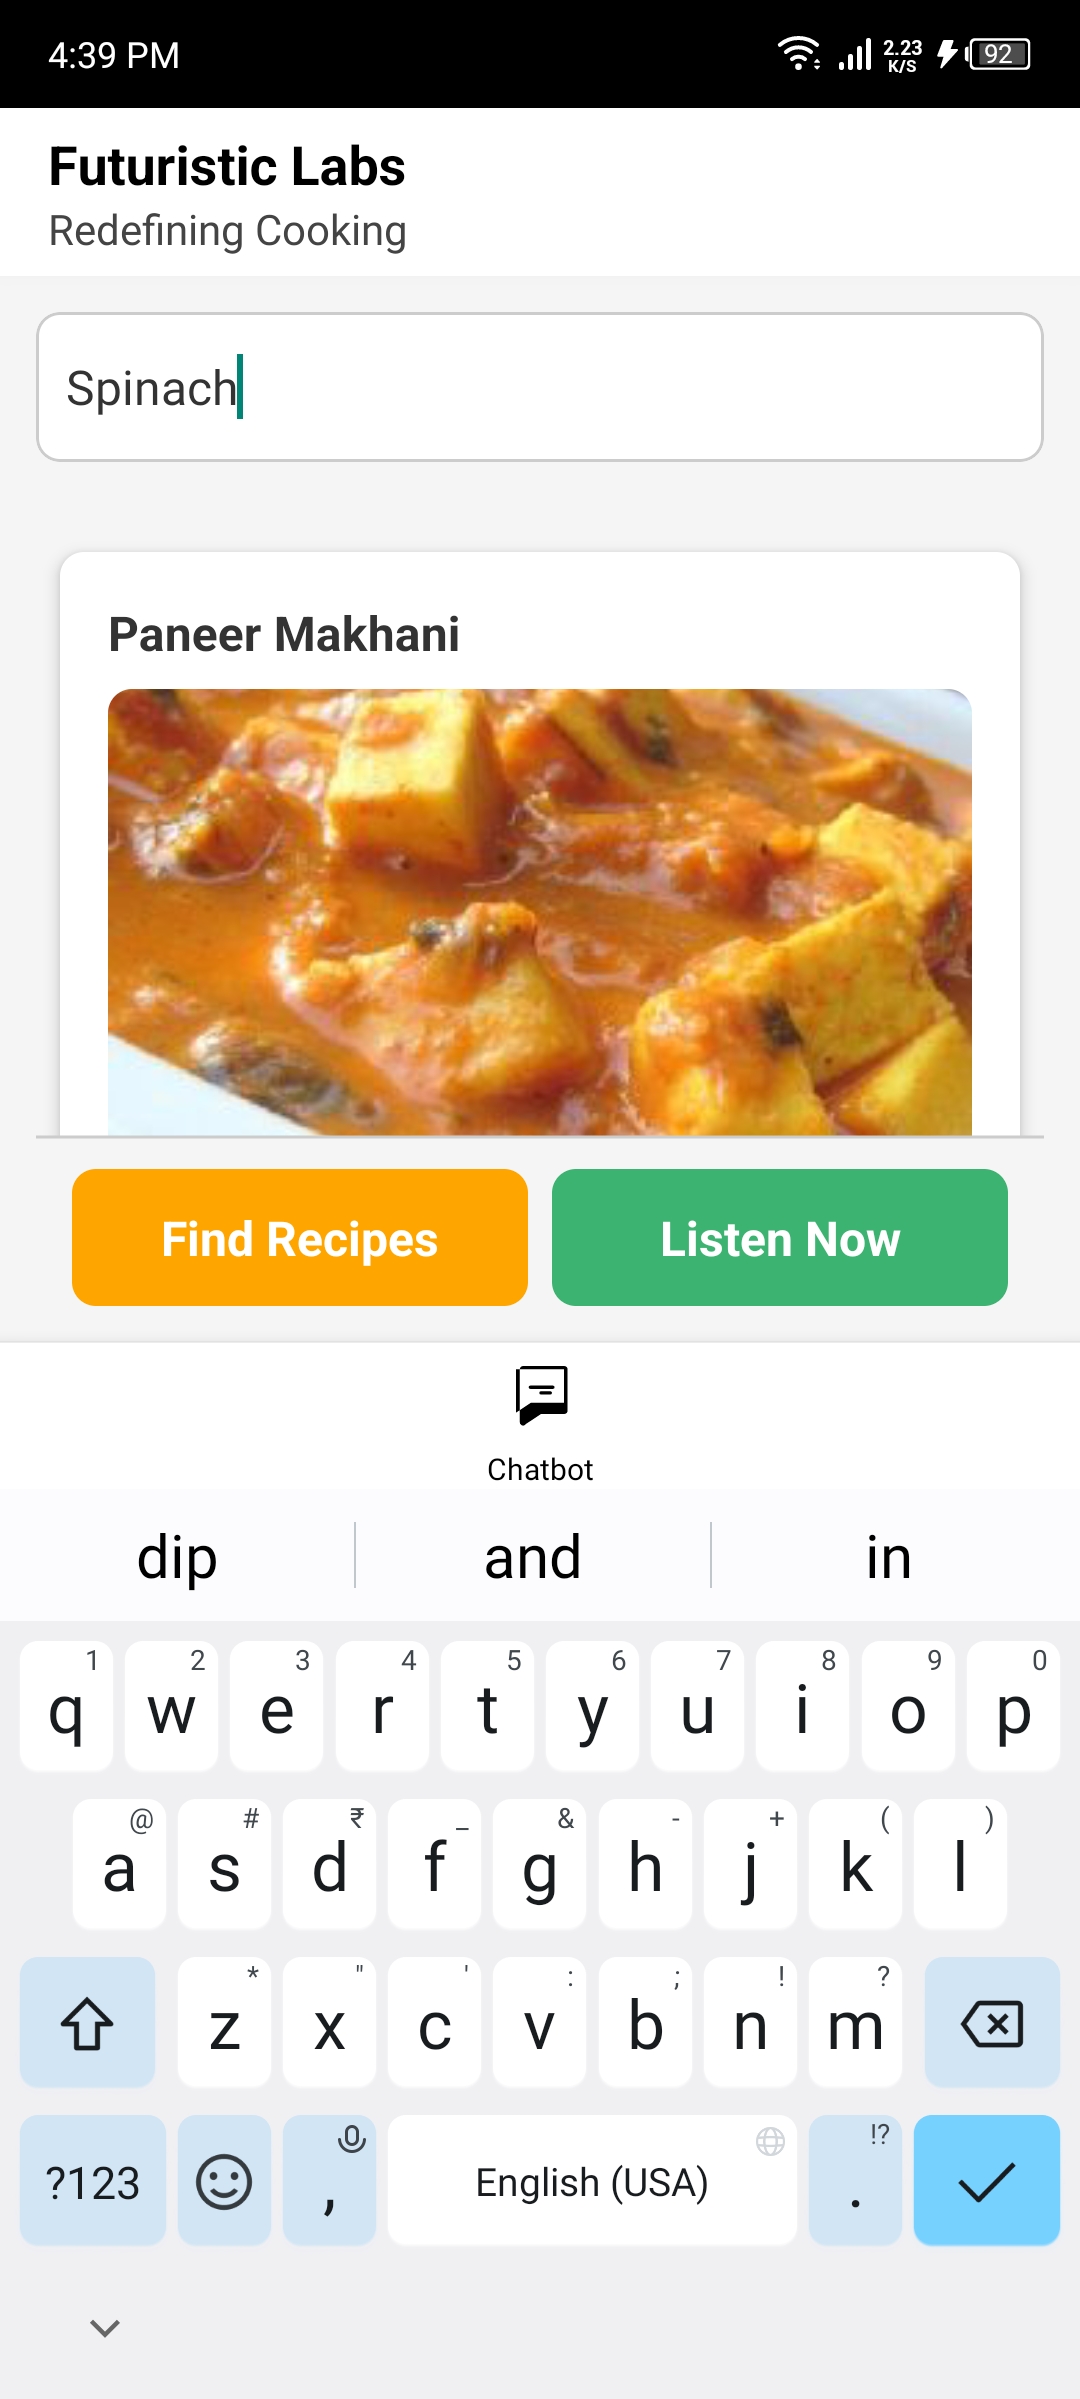 4:39 PM
2.23
K/S
92
Futuristic Labs
Redefining Cooking
Spinach
Paneer Makhani
Find Recipes
Listen Now
Chatbot
dip
and
in
1 2 3 4 5 6 7 8 9 0
q w e r t y u i o p
@ # ₹ _ & - + ( )
a s d f g h j k l
* " ' : ; ! ?
z x c v b n m
!?
?123 , English (USA) .